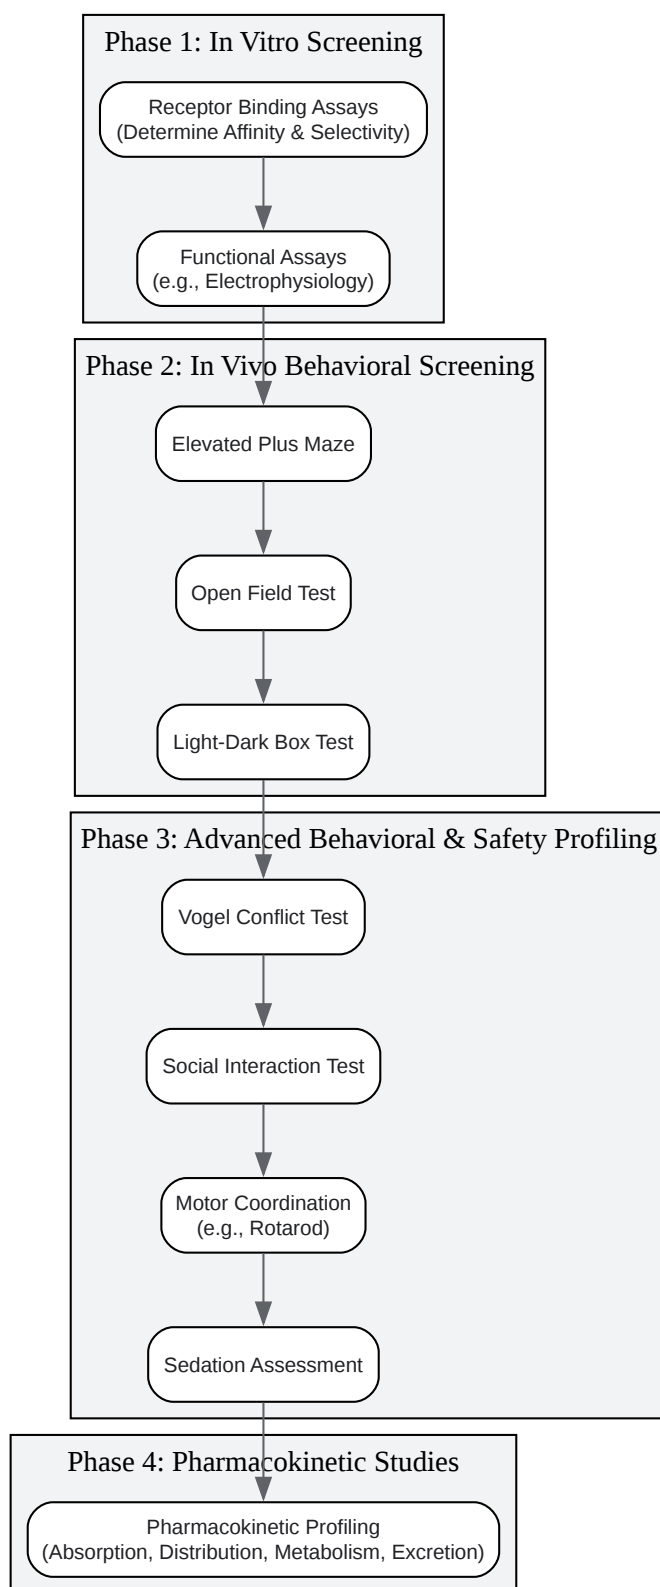 Phase 1: In Vitro Screening
Receptor Binding Assays
(Determine Affinity & Selectivity)
Functional Assays
(e.g., Electrophysiology)
Phase 2: In Vivo Behavioral Screening
Elevated Plus Maze
Open Field Test
Light-Dark Box Test
Phase 3: Advanced Behavioral & Safety Profiling
Vogel Conflict Test
Social Interaction Test
Motor Coordination
(e.g., Rotarod)
Sedation Assessment
Phase 4: Pharmacokinetic Studies
Pharmacokinetic Profiling
(Absorption, Distribution, Metabolism, Excretion)